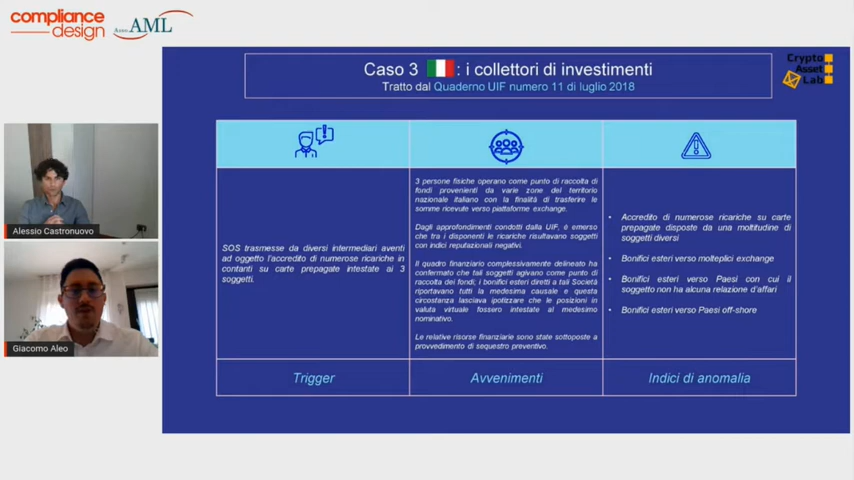 compliance
design
Assoc.AML
Caso 3 : i collettori di investimenti
Tratto dal Quaderno UIF numero 11 di luglio 2018
Crypto
Asset
Lab
Alessio Castronuovo
Giacomo Aleo
SOS trasmesse da diversi intermediari aventi
ad oggetto l'accredito di numerose ricariche in
contanti su carte prepagate intestate ai 3
soggetti.
3 persone fisiche operano come punto di raccolta di
fondi provenienti da varie zone del territorio
nazionale italiano con la finalità di trasferire le
somme ricevute verso piattaforme exchange.
Dagli approfondimenti condotti dalla UIF, è emerso
che tra i disponenti le ricariche risultavano soggetti
con indici reputazionali negativi.
Il quadro finanziario complessivamente delineato ha
confermato che tali soggetti agivano come punto di
raccolta dei fondi; i bonifici esteri diretti a tali Società
riportavano tutti la medesima causale e questa
circostanza lasciava ipotizzare che le posizioni in
valuta virtuale fossero intestate al medesimo
nominativo.
Le relative risorse finanziarie sono state sottoposte a
provvedimento di sequestro preventivo.
• Accredito di numerose ricariche su carte
prepagate disposte da una moltitudine di
soggetti diversi
• Bonifici esteri verso molteplici exchange
• Bonifici esteri verso Paesi con cui il
soggetto non ha alcuna relazione d'affari
• Bonifici esteri verso Paesi off-shore
Trigger
Avvenimenti
Indici di anomalia